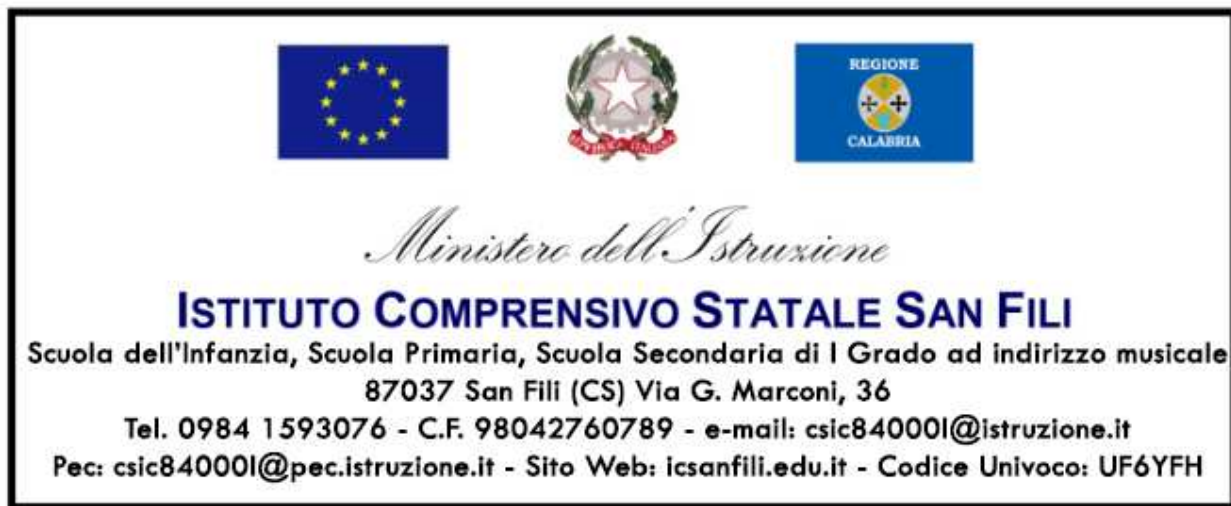 REGIONE
CALABRIA
REPVBBLICA ITALIANA
Ministero dell'Istruzione
ISTITUTO COMPRENSIVO STATALE SAN FILI
Scuola dell'Infanzia, Scuola Primaria, Scuola Secondaria di I Grado ad indirizzo musicale
87037 San Fili (CS) Via G. Marconi, 36
Tel. 0984 1593076 - C.F. 98042760789 - e-mail: csic84000l@istruzione.it
Pec: csic84000l@pec.istruzione.it - Sito Web: icsanfili.edu.it - Codice Univoco: UF6YFH